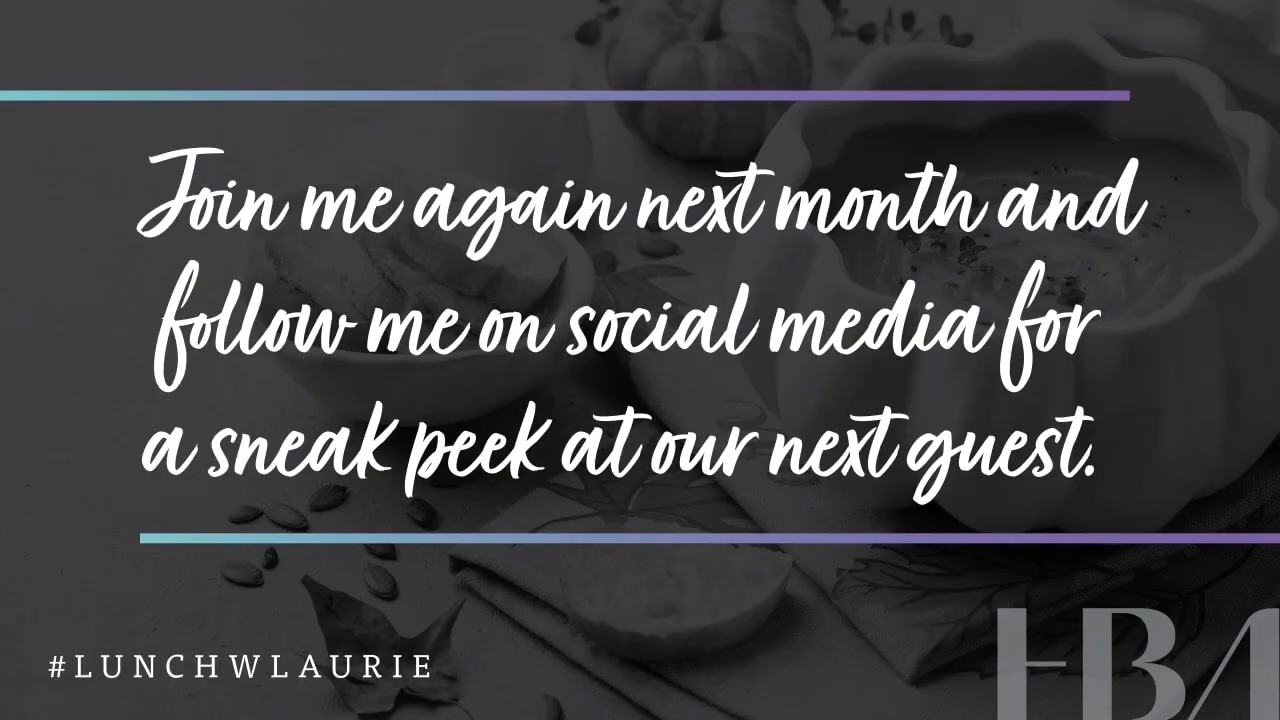 Join me again next month and
follow me on social media for
a sneak peek at our next guest.
#LUNCHWLAURIE
HBA